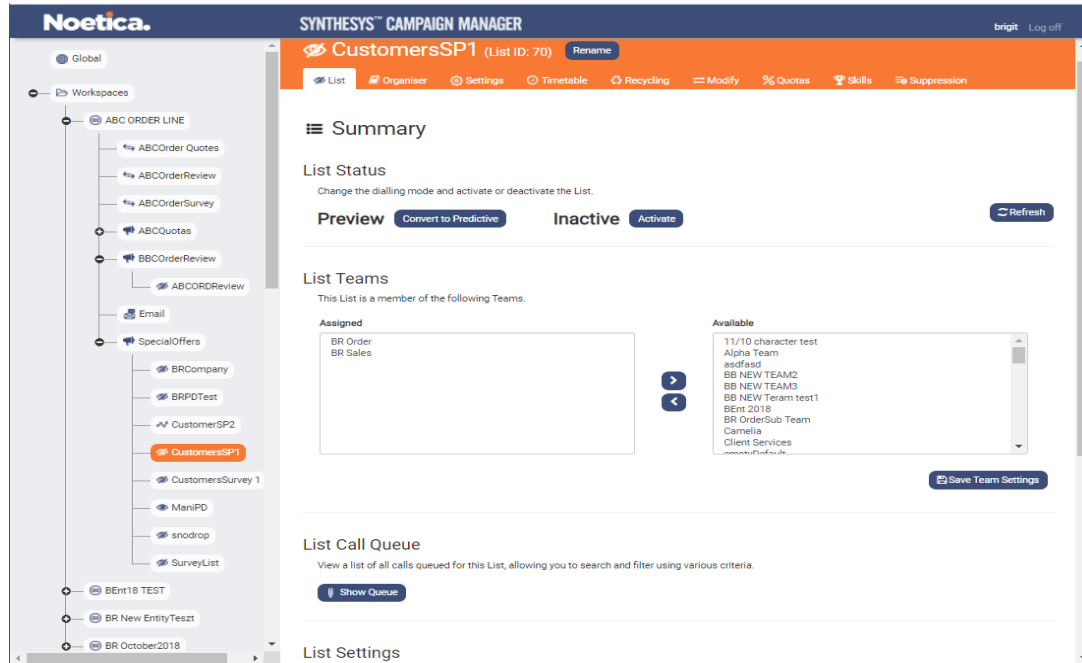 Noetica.
SYNTHESYS™ CAMPAIGN MANAGER
brigit Log off
Global
Workspaces
ABC ORDER LINE
ABCOrder Quotes
ABCOrderReview
ABCOrderSurvey
ABCQuotas
BBCOrderReview
ABCORDReview
Email
SpecialOffers
BRCompany
BRPDTest
CustomerSP2
CustomersSP1
CustomersSurvey 1
ManiPD
snodrop
SurveyList
BEnt18 TEST
BR New EntityTeszt
BR October2018
CustomersSP1 (List ID: 70) Rename
List Organiser Settings Timetable Recycling Modify Quotas Skills Suppression
Summary
List Status
Change the dialling mode and activate or deactivate the List.
Preview Convert to Predictive Inactive Activate
Refresh
List Teams
This List is a member of the following Teams.
Assigned
BR Order
BR Sales
Available
11/10 character test
Alpha Team
asdfasd
BB NEW TEAM2
BB NEW TEAM3
BB NEW Teram test1
BEnt 2018
BR OrderSub Team
Camelia
Client Services
emptyDefault
Save Team Settings
List Call Queue
View a list of all calls queued for this List, allowing you to search and filter using various criteria.
Show Queue
List Settings